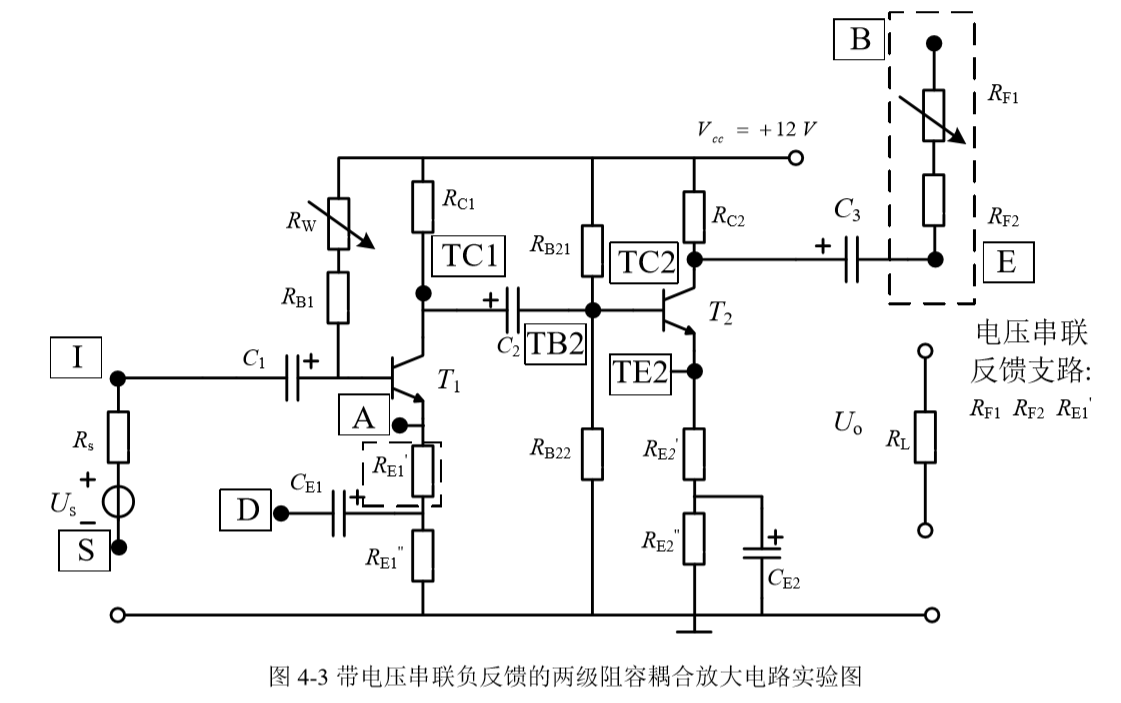 B
R_F1
V_cc = +12 V
R_C1
R_W
R_C2
C_3
R_F2
TC1
R_B21
TC2
E
R_B1
+
+
T_2
C_2
TB2
电压串联
I
C_1
+
TE2
反馈支路:
T_1
R_F1 R_F2 R_E1'
A
U_o
R_L
R_s
R_E1'
R_B22
R_E2'
+
C_E1
+
U_s
D
−
S
R_E1"
R_E2"
+
C_E2
图 4-3 带电压串联负反馈的两级阻容耦合放大电路实验图